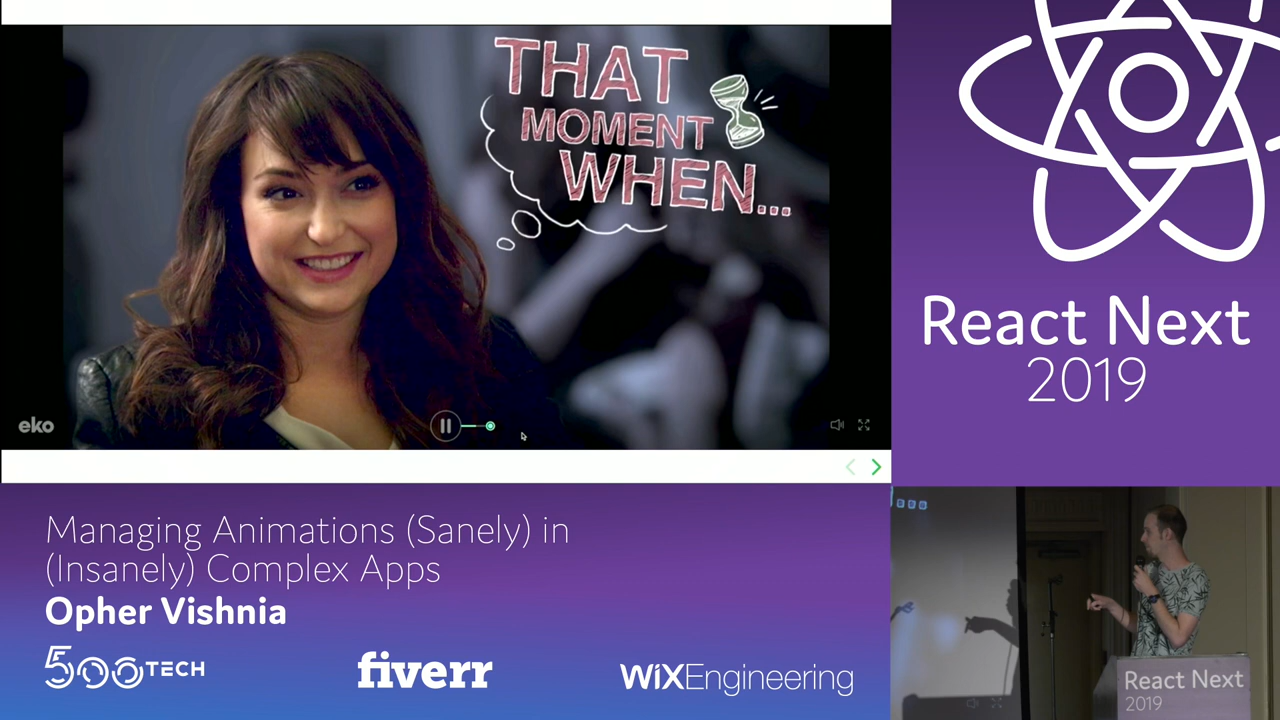 THAT
MOMENT
WHEN...
eko
React Next
2019
Managing Animations (Sanely) in
(Insanely) Complex Apps
Opher Vishnia
500TECH
fiverr
WiXEngineering
React Next
2019